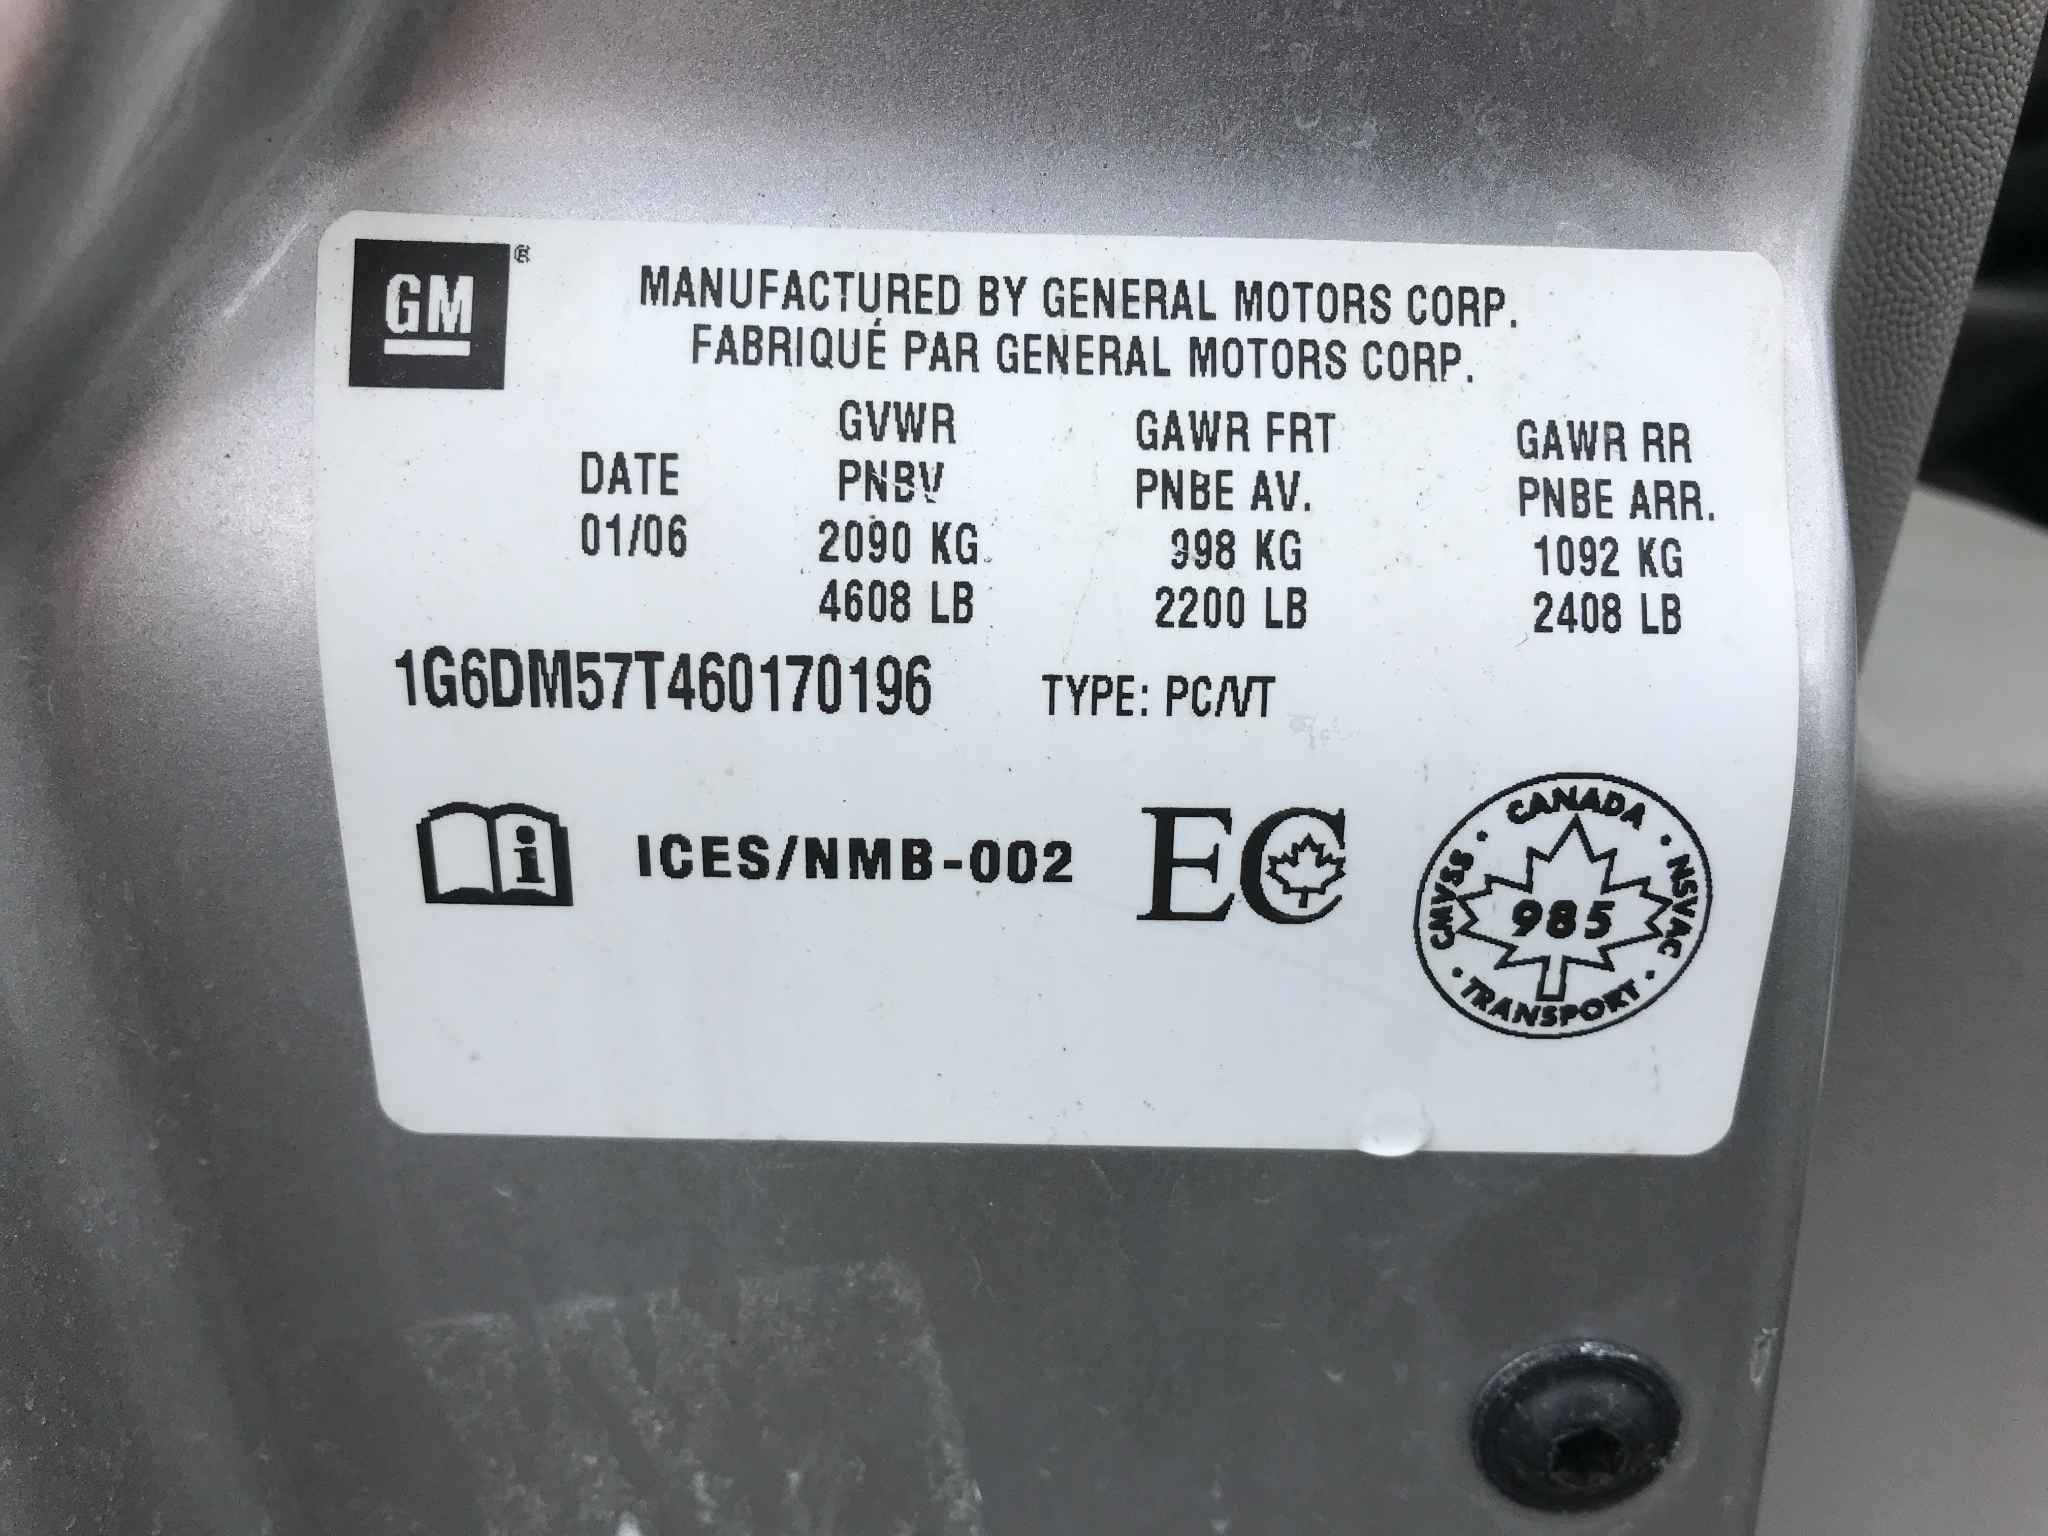 GM ®
MANUFACTURED BY GENERAL MOTORS CORP.
FABRIQUÉ PAR GENERAL MOTORS CORP.
DATE
01/06
GVWR
PNBV
2090 KG
4608 LB
GAWR FRT
PNBE AV.
998 KG
2200 LB
GAWR RR
PNBE ARR.
1092 KG
2408 LB
1G6DM57T460170196
TYPE: PC/VT
i
ICES/NMB-002
EC
CANADA
CMVSS · NSVAC
985
TRANSPORT